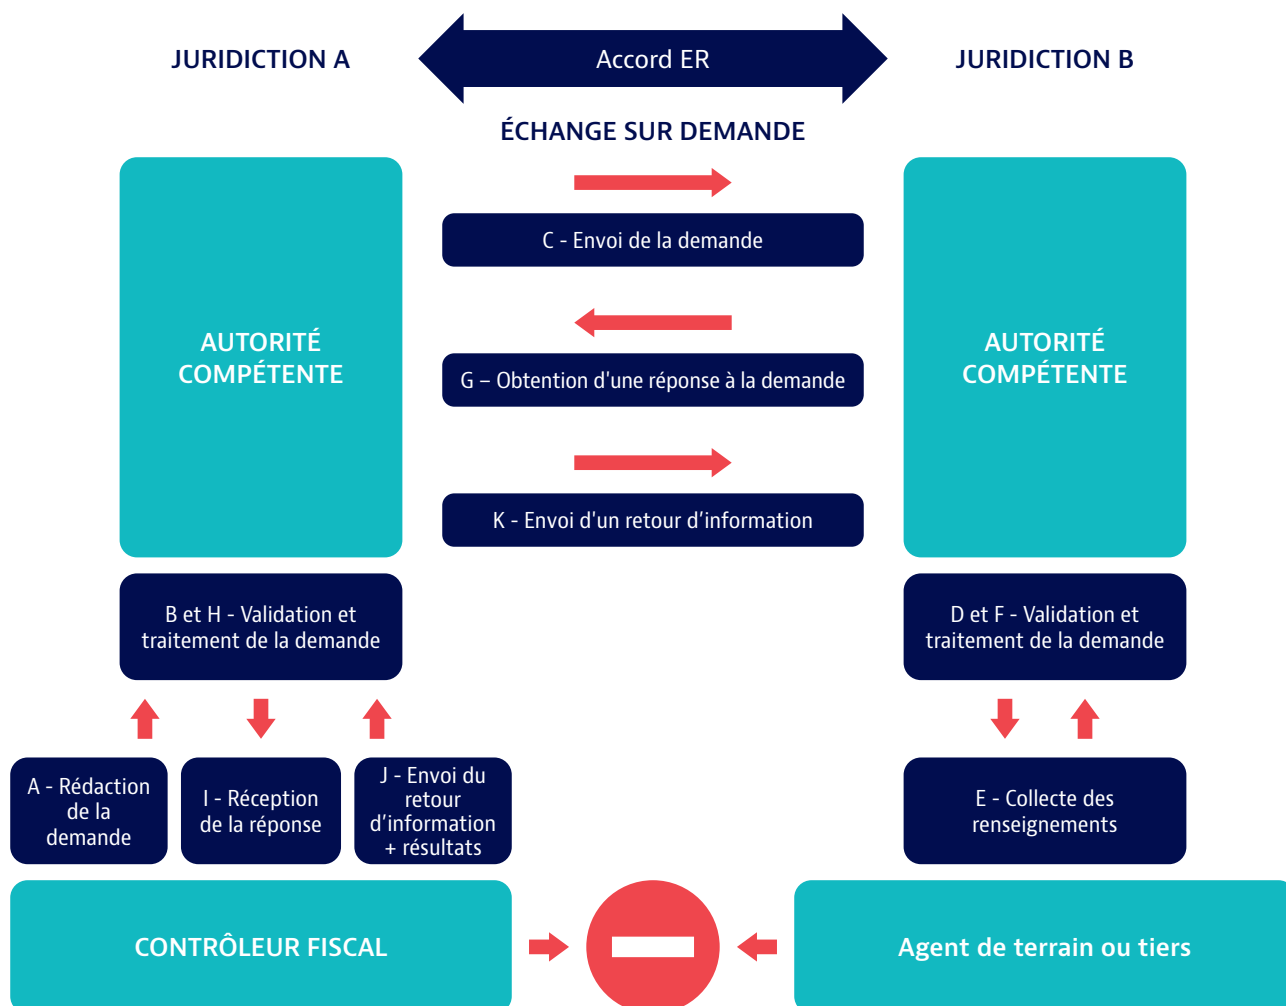 JURIDICTION A
Accord ER
JURIDICTION B
ÉCHANGE SUR DEMANDE
C - Envoi de la demande
AUTORITÉ
COMPÉTENTE
G – Obtention d'une réponse à la demande
AUTORITÉ
COMPÉTENTE
K - Envoi d'un retour d’information
B et H - Validation et
traitement de la demande
D et F - Validation et
traitement de la demande
A - Rédaction
de la
demande
I - Réception
de la réponse
J - Envoi du
retour
d’information
+ résultats
E - Collecte des
renseignements
CONTRÔLEUR FISCAL
Agent de terrain ou tiers